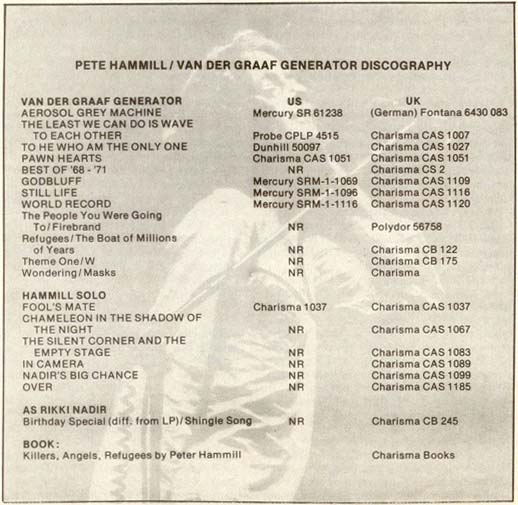 PETE HAMMILL/VAN DER GRAAF GENERATOR DISCOGRAPHY
VAN DER GRAAF GENERATOR US UK
AEROSOL GREY MACHINE Mercury SR 61238 (German) Fontana 6430 083
THE LEAST WE CAN DO IS WAVE
TO EACH OTHER Probe CPLP 4515 Charisma CAS 1007
TO HE WHO AM THE ONLY ONE Dunhill 50097 Charisma CAS 1027
PAWN HEARTS Charisma CAS 1051 Charisma CAS 1051
BEST OF '68 - '71 NR Charisma CS 2
GODBLUFF Mercury SRM-1-1069 Charisma CAS 1109
STILL LIFE Mercury SRM-1-1096 Charisma CAS 1116
WORLD RECORD Mercury SRM-1-1116 Charisma CAS 1120
The People You Were Going
To/Firebrand NR Polydor 56758
Refugees/The Boat of Millions
of Years NR Charisma CB 122
Theme One/W NR Charisma CB 175
Wondering/Masks NR Charisma
HAMMILL SOLO
FOOL'S MATE Charisma 1037 Charisma CAS 1037
CHAMELEON IN THE SHADOW OF
THE NIGHT NR Charisma CAS 1067
THE SILENT CORNER AND THE
EMPTY STAGE NR Charisma CAS 1083
IN CAMERA NR Charisma CAS 1089
NADIR'S BIG CHANCE NR Charisma CAS 1099
OVER NR Charisma CAS 1185
AS RIKKI NADIR
Birthday Special (diff. from LP)/Shingle Song NR Charisma CB 245
BOOK:
Killers, Angels, Refugees by Peter Hammill Charisma Books